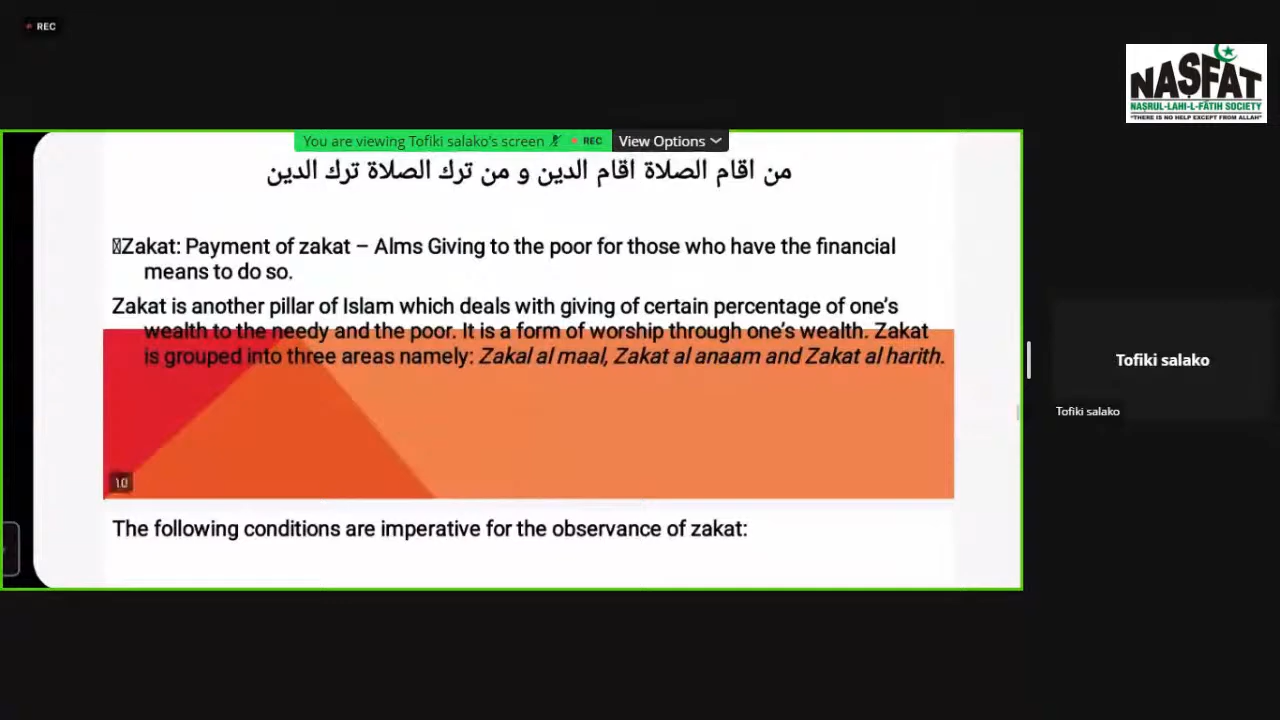 REC
NAṢFAT
NAṢRUL-LAHI-L-FĀTIH SOCIETY
"THERE IS NO HELP EXCEPT FROM ALLAH"
You are viewing Tofiki salako's screen REC View Options
من اقام الصلاة اقام الدين و من ترك الصلاة ترك الدين
Zakat: Payment of zakat – Alms Giving to the poor for those who have the financial
means to do so.
Zakat is another pillar of Islam which deals with giving of certain percentage of one's
wealth to the needy and the poor. It is a form of worship through one's wealth. Zakat
is grouped into three areas namely: Zakal al maal, Zakat al anaam and Zakat al harith.
10
The following conditions are imperative for the observance of zakat:
Tofiki salako
Tofiki salako